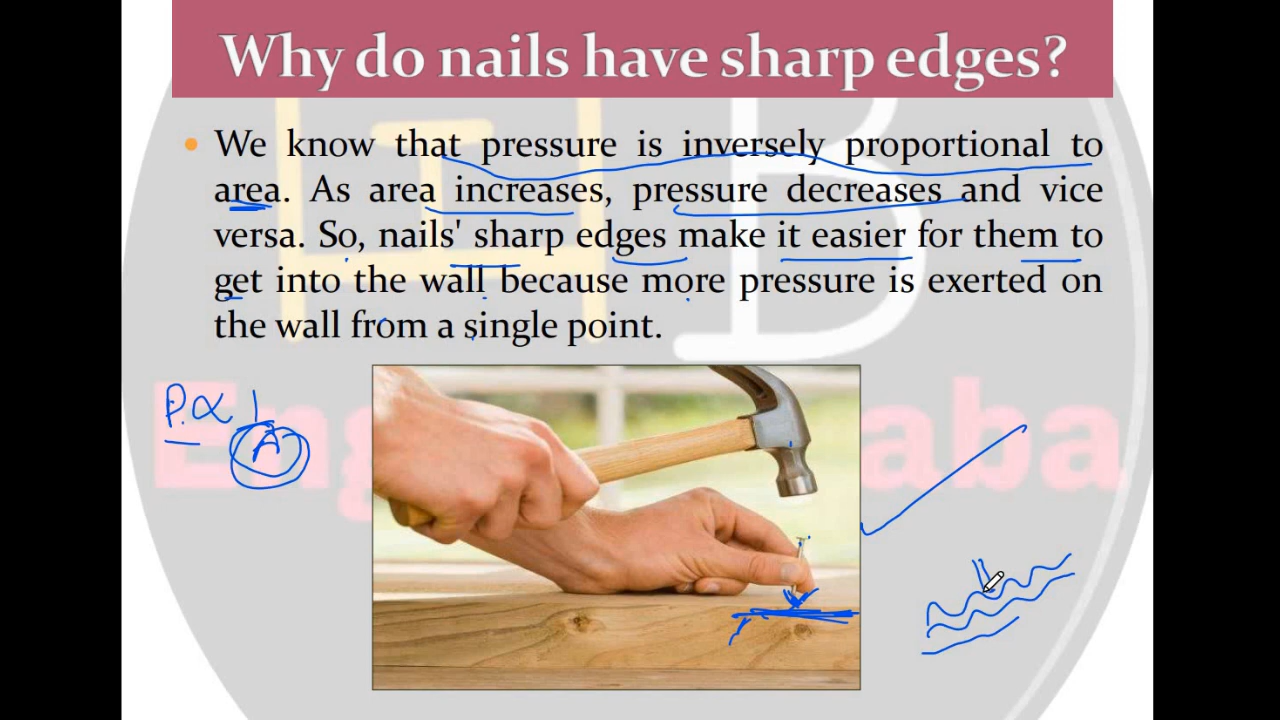 Why do nails have sharp edges?
We know that pressure is inversely proportional to
area. As area increases, pressure decreases and vice
versa. So, nails' sharp edges make it easier for them to
get into the wall because more pressure is exerted on
the wall from a single point.
P. ∝ 1
A